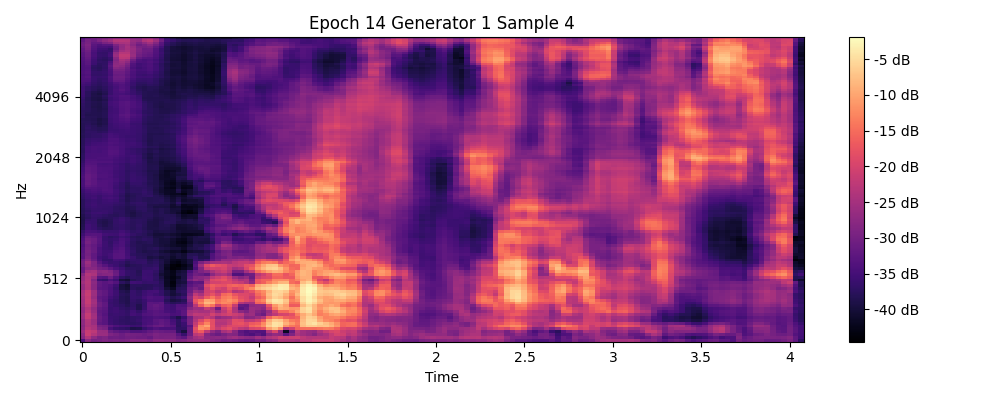 Epoch 14 Generator 1 Sample 4
Hz
4096
2048
1024
512
0
0 0.5 1 1.5 2 2.5 3 3.5 4
Time
-5 dB
-10 dB
-15 dB
-20 dB
-25 dB
-30 dB
-35 dB
-40 dB